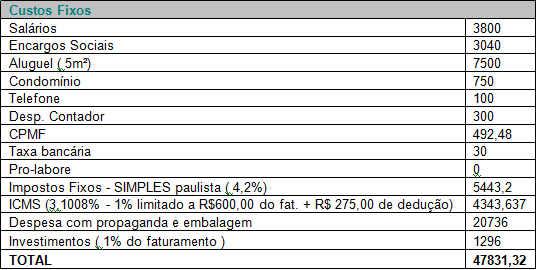 Custos Fixos
Salários 3800
Encargos Sociais 3040
Aluguel ( 5m²) 7500
Condomínio 750
Telefone 100
Desp. Contador 300
CPMF 492,48
Taxa bancária 30
Pro-labore 0
Impostos Fixos - SIMPLES paulista ( 4,2%) 5443,2
ICMS (3,1008% - 1% limitado a R$600,00 do fat. + R$ 275,00 de dedução) 4343,637
Despesa com propaganda e embalagem 20736
Investimentos ( 1% do faturamento ) 1296
TOTAL 47831,32